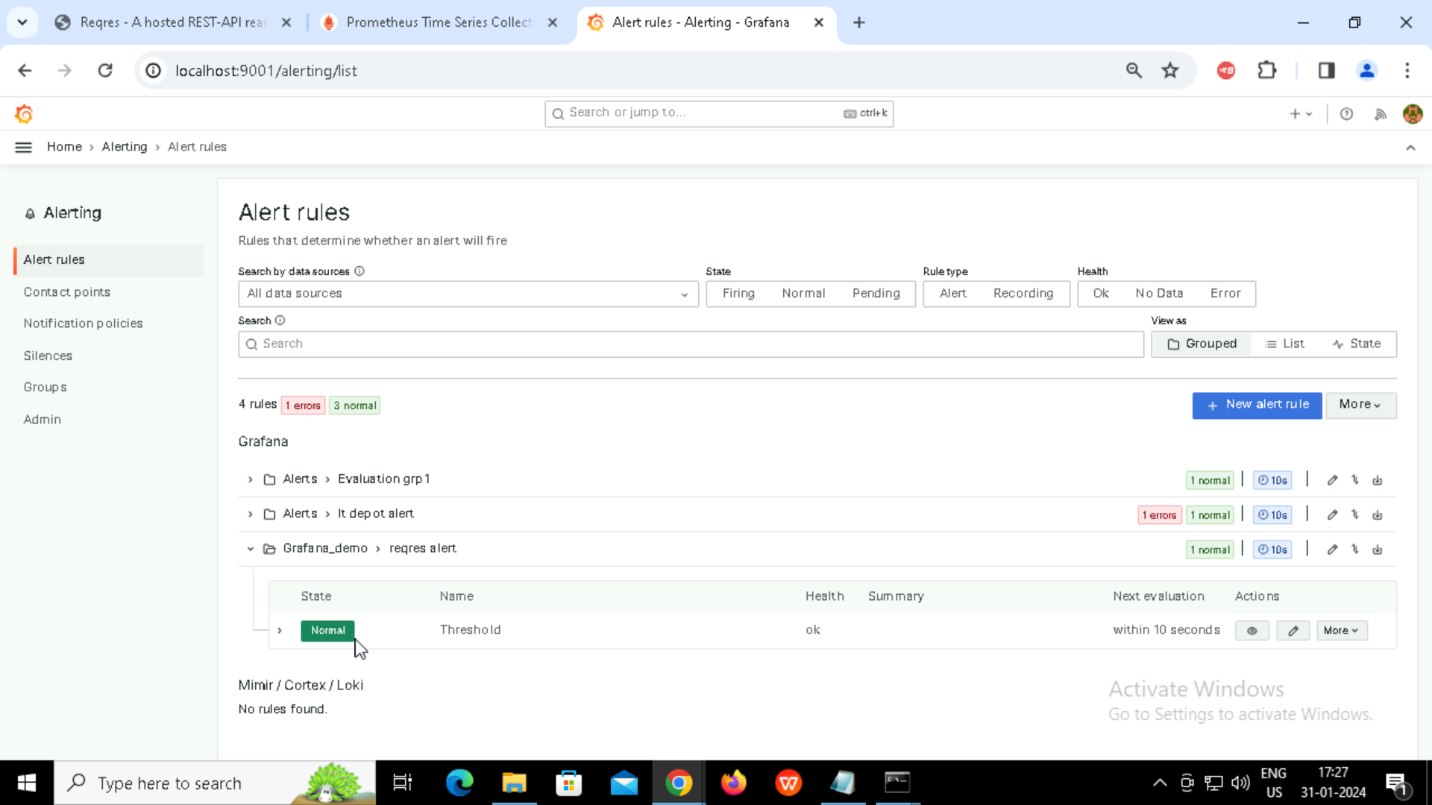 Reqres - A hosted REST-API rea
Prometheus Time Series Collect
Alert rules - Alerting - Grafana
localhost:9001/alerting/list
Search or jump to...
ctrl+k
Home › Alerting › Alert rules
Alerting
Alert rules
Contact points
Notification policies
Silences
Groups
Admin
Alert rules
Rules that determine whether an alert will fire
Search by data sources
State
Rule type
Health
All data sources
Firing Normal Pending
Alert Recording
Ok No Data Error
Search
View as
Search
Grouped List State
4 rules 1 errors 3 normal
+ New alert rule
More
Grafana
Alerts › Evaluation grp1
1 normal | 10s |
Alerts › It depot alert
1 errors 1 normal | 10s |
Grafana_demo › reqres alert
1 normal | 10s |
State Name Health Summary Next evaluation Actions
Normal Threshold ok within 10 seconds More
Mimir / Cortex / Loki
No rules found.
Activate Windows
Go to Settings to activate Windows.
Type here to search
ENG
US
17:27
31-01-2024
1